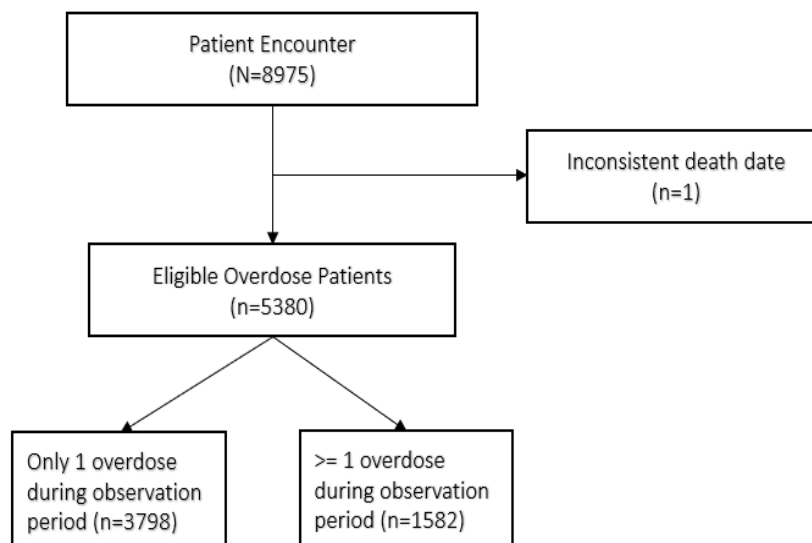 Patient Encounter
(N=8975)
Inconsistent death date
(n=1)
Eligible Overdose Patients
(n=5380)
Only 1 overdose
during observation
period (n=3798)
>= 1 overdose
during observation
period (n=1582)